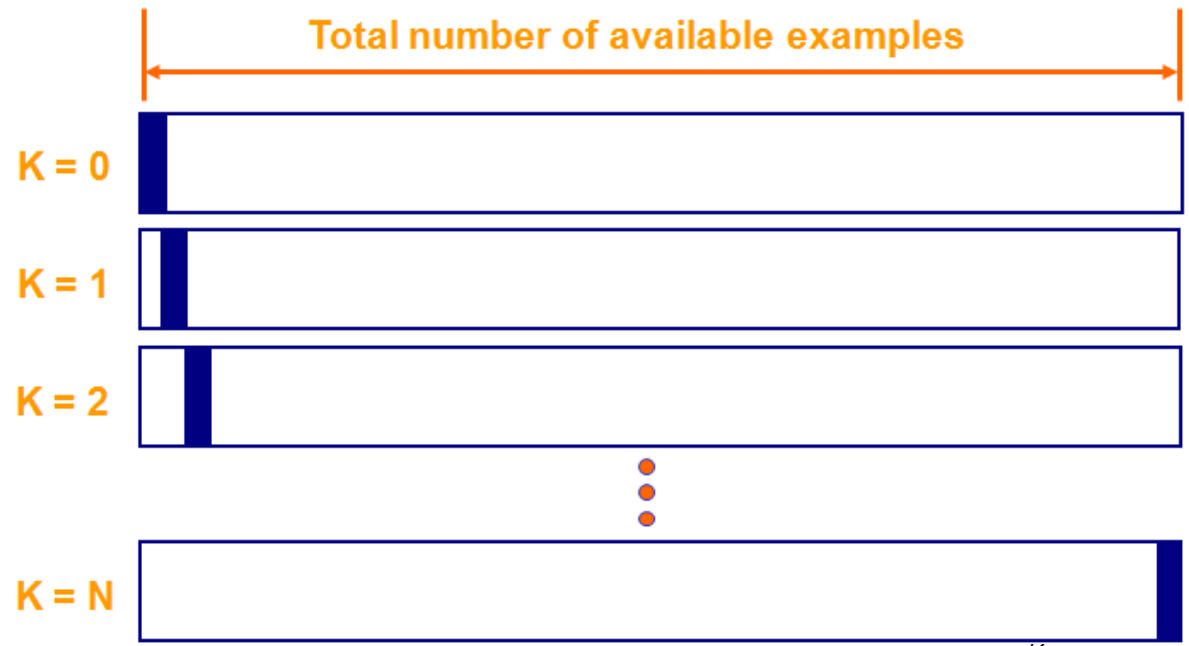 Total number of available examples
K = 0
K = 1
K = 2
K = N